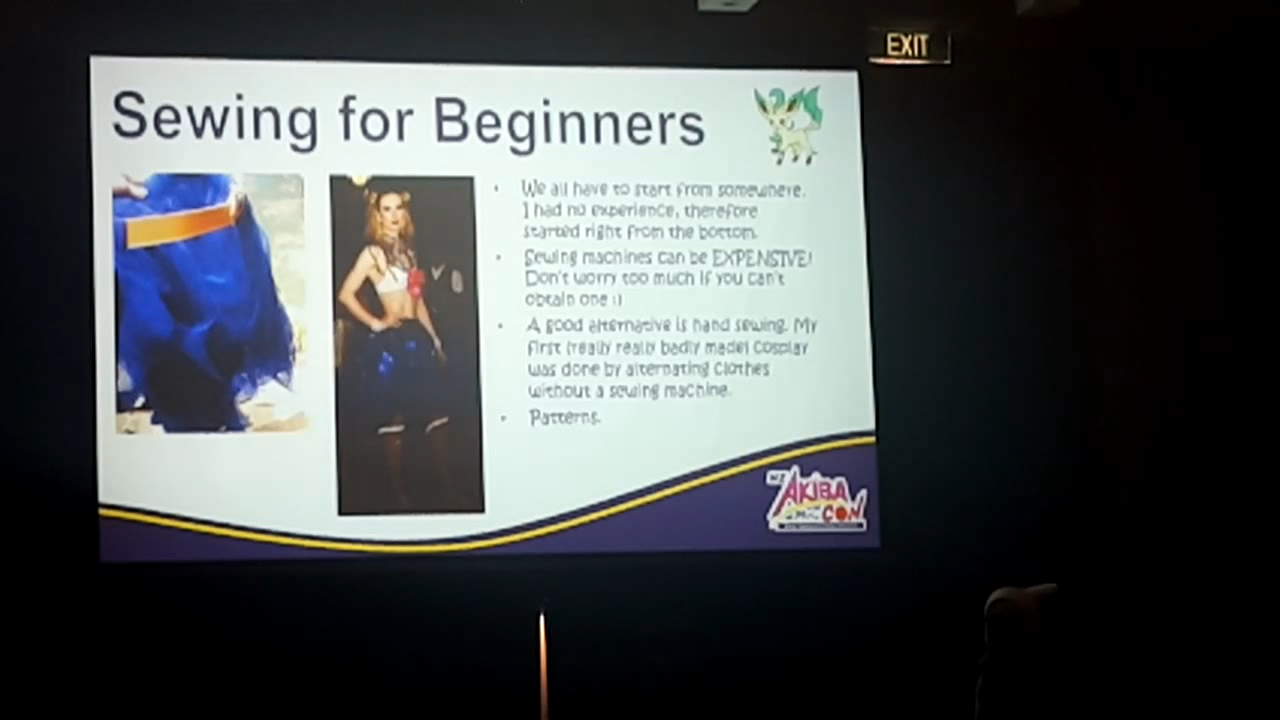 EXIT
Sewing for Beginners
We all have to start from somewhere.
I had no experience, therefore
started right from the bottom.
Sewing machines can be EXPENSIVE!
Don't worry too much if you can't
obtain one :)
A good alternative is hand sewing. My
first (really really badly made) Cosplay
was done by alternating clothes
without a sewing machine.
Patterns.
AKIBA
CON